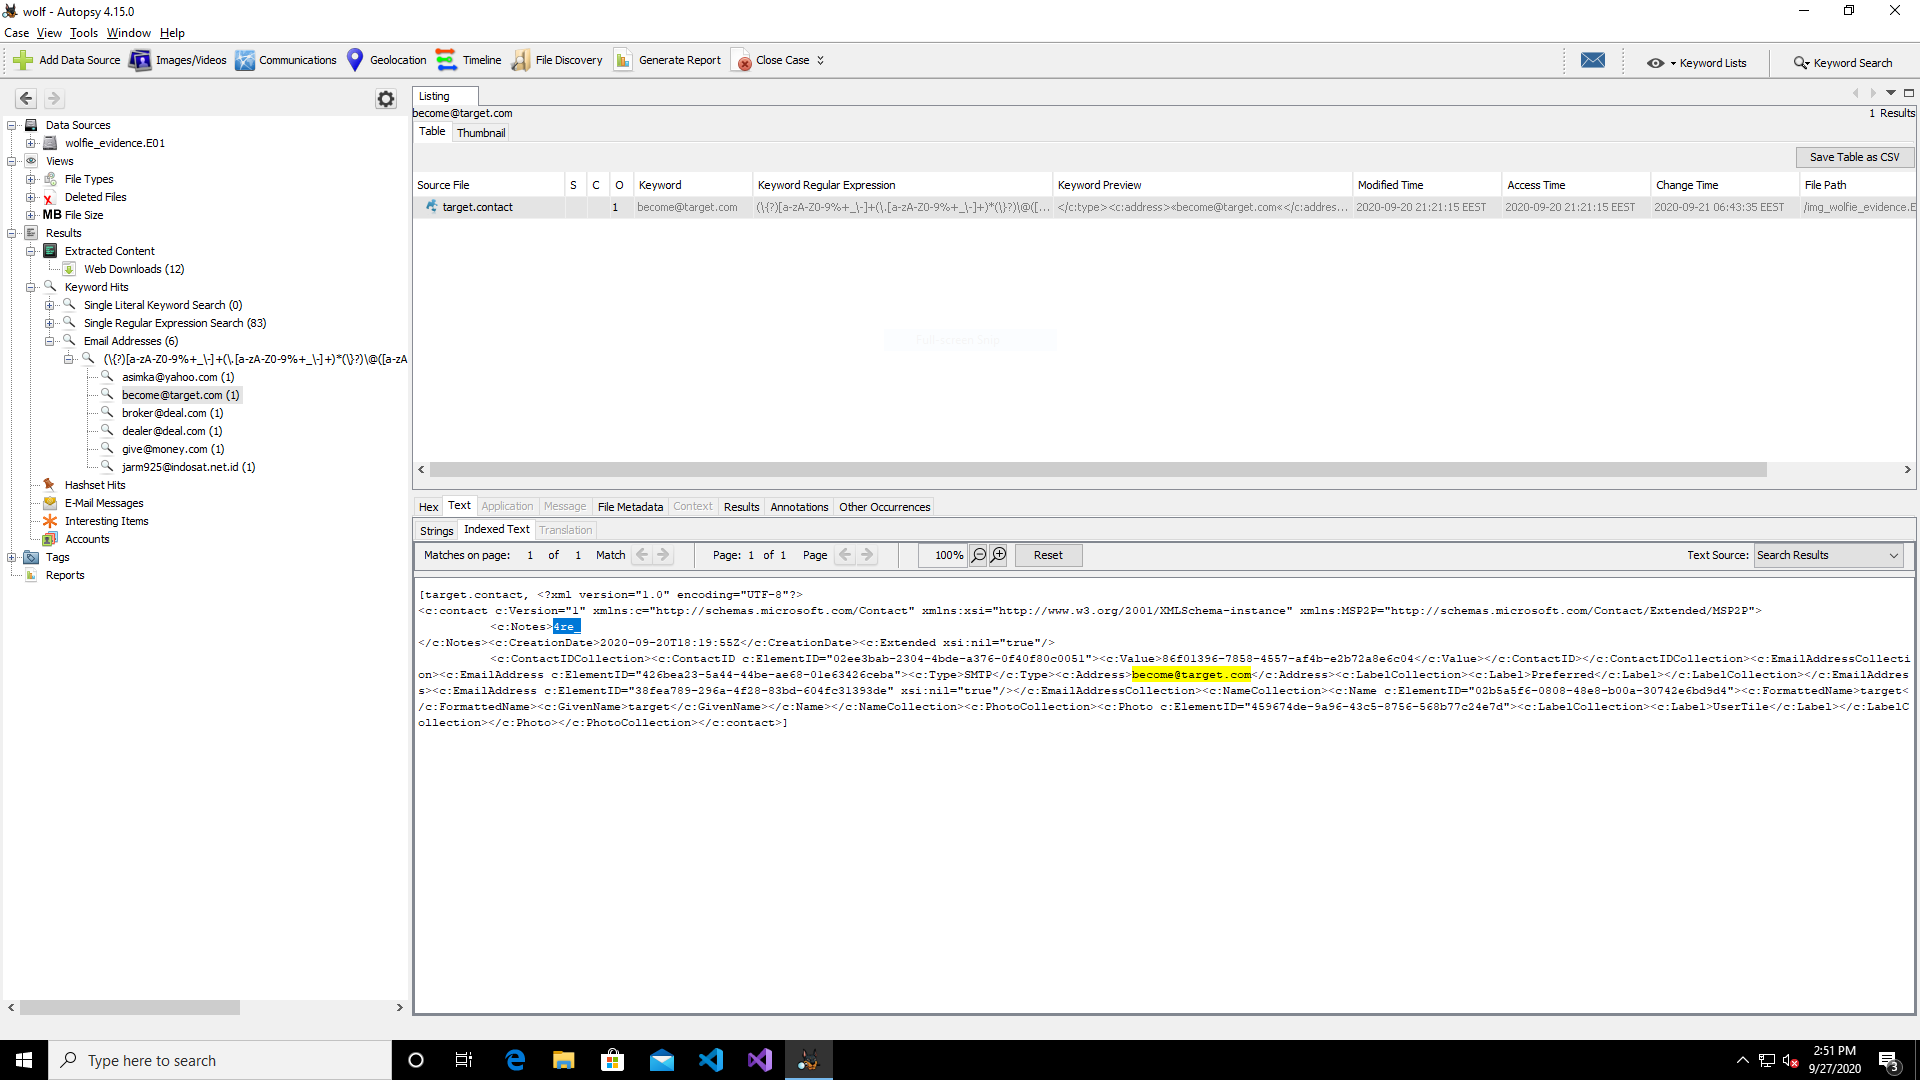 wolf - Autopsy 4.15.0
Case View Tools Window Help
Add Data Source Images/Videos Communications Geolocation Timeline File Discovery Generate Report Close Case Keyword Lists Keyword Search
Listing
become@target.com 1 Results
Table Thumbnail
Save Table as CSV
Source File S C O Keyword Keyword Regular Expression Keyword Preview Modified Time Access Time Change Time File Path
target.contact 1 become@target.com (\{?)[a-zA-Z0-9%+_\-]+(\.[a-zA-Z0-9%+_\-]+)*(\}?)\@([... </c:type><c:address>«become@target.com«</c:addres... 2020-09-20 21:21:15 EEST 2020-09-20 21:21:15 EEST 2020-09-21 06:43:35 EEST /img_wolfie_evidence.E
Data Sources
wolfie_evidence.E01
Views
File Types
Deleted Files
MB File Size
Results
Extracted Content
Web Downloads (12)
Keyword Hits
Single Literal Keyword Search (0)
Single Regular Expression Search (83)
Email Addresses (6)
(\{?)[a-zA-Z0-9%+_\-]+(\.[a-zA-Z0-9%+_\-]+)*(\}?)\@([a-zA
asimka@yahoo.com (1)
become@target.com (1)
broker@deal.com (1)
dealer@deal.com (1)
give@money.com (1)
jarm925@indosat.net.id (1)
Hashset Hits
E-Mail Messages
Interesting Items
Accounts
Tags
Reports
Hex Text Application Message File Metadata Context Results Annotations Other Occurrences
Strings Indexed Text Translation
Matches on page: 1 of 1 Match Page: 1 of 1 Page 100% Reset Text Source: Search Results
[target.contact, <?xml version="1.0" encoding="UTF-8"?>
<c:contact c:Version="1" xmlns:c="http://schemas.microsoft.com/Contact" xmlns:xsi="http://www.w3.org/2001/XMLSchema-instance" xmlns:MSP2P="http://schemas.microsoft.com/Contact/Extended/MSP2P">
<c:Notes>4re_
</c:Notes><c:CreationDate>2020-09-20T18:19:55Z</c:CreationDate><c:Extended xsi:nil="true"/>
<c:ContactIDCollection><c:ContactID c:ElementID="02ee3bab-2304-4bde-a376-0f40f80c0051"><c:Value>86f01396-7858-4557-af4b-e2b72a8e6c04</c:Value></c:ContactID></c:ContactIDCollection><c:EmailAddressCollecti
on><c:EmailAddress c:ElementID="426bea23-5a44-44be-ae68-01e63426ceba"><c:Type>SMTP</c:Type><c:Address>become@target.com</c:Address><c:LabelCollection><c:Label>Preferred</c:Label></c:LabelCollection></c:EmailAddres
s><c:EmailAddress c:ElementID="38fea789-296a-4f28-83bd-604fc31393de" xsi:nil="true"/></c:EmailAddressCollection><c:NameCollection><c:Name c:ElementID="02b5a5f6-0808-48e8-b00a-30742e6bd9d4"><c:FormattedName>target<
/c:FormattedName><c:GivenName>target</c:GivenName></c:Name></c:NameCollection><c:PhotoCollection><c:Photo c:ElementID="459674de-9a96-43c5-8756-568b77c24e7d"><c:LabelCollection><c:Label>UserTile</c:Label></c:LabelC
ollection></c:Photo></c:PhotoCollection></c:contact>]
Type here to search
2:51 PM
9/27/2020
3